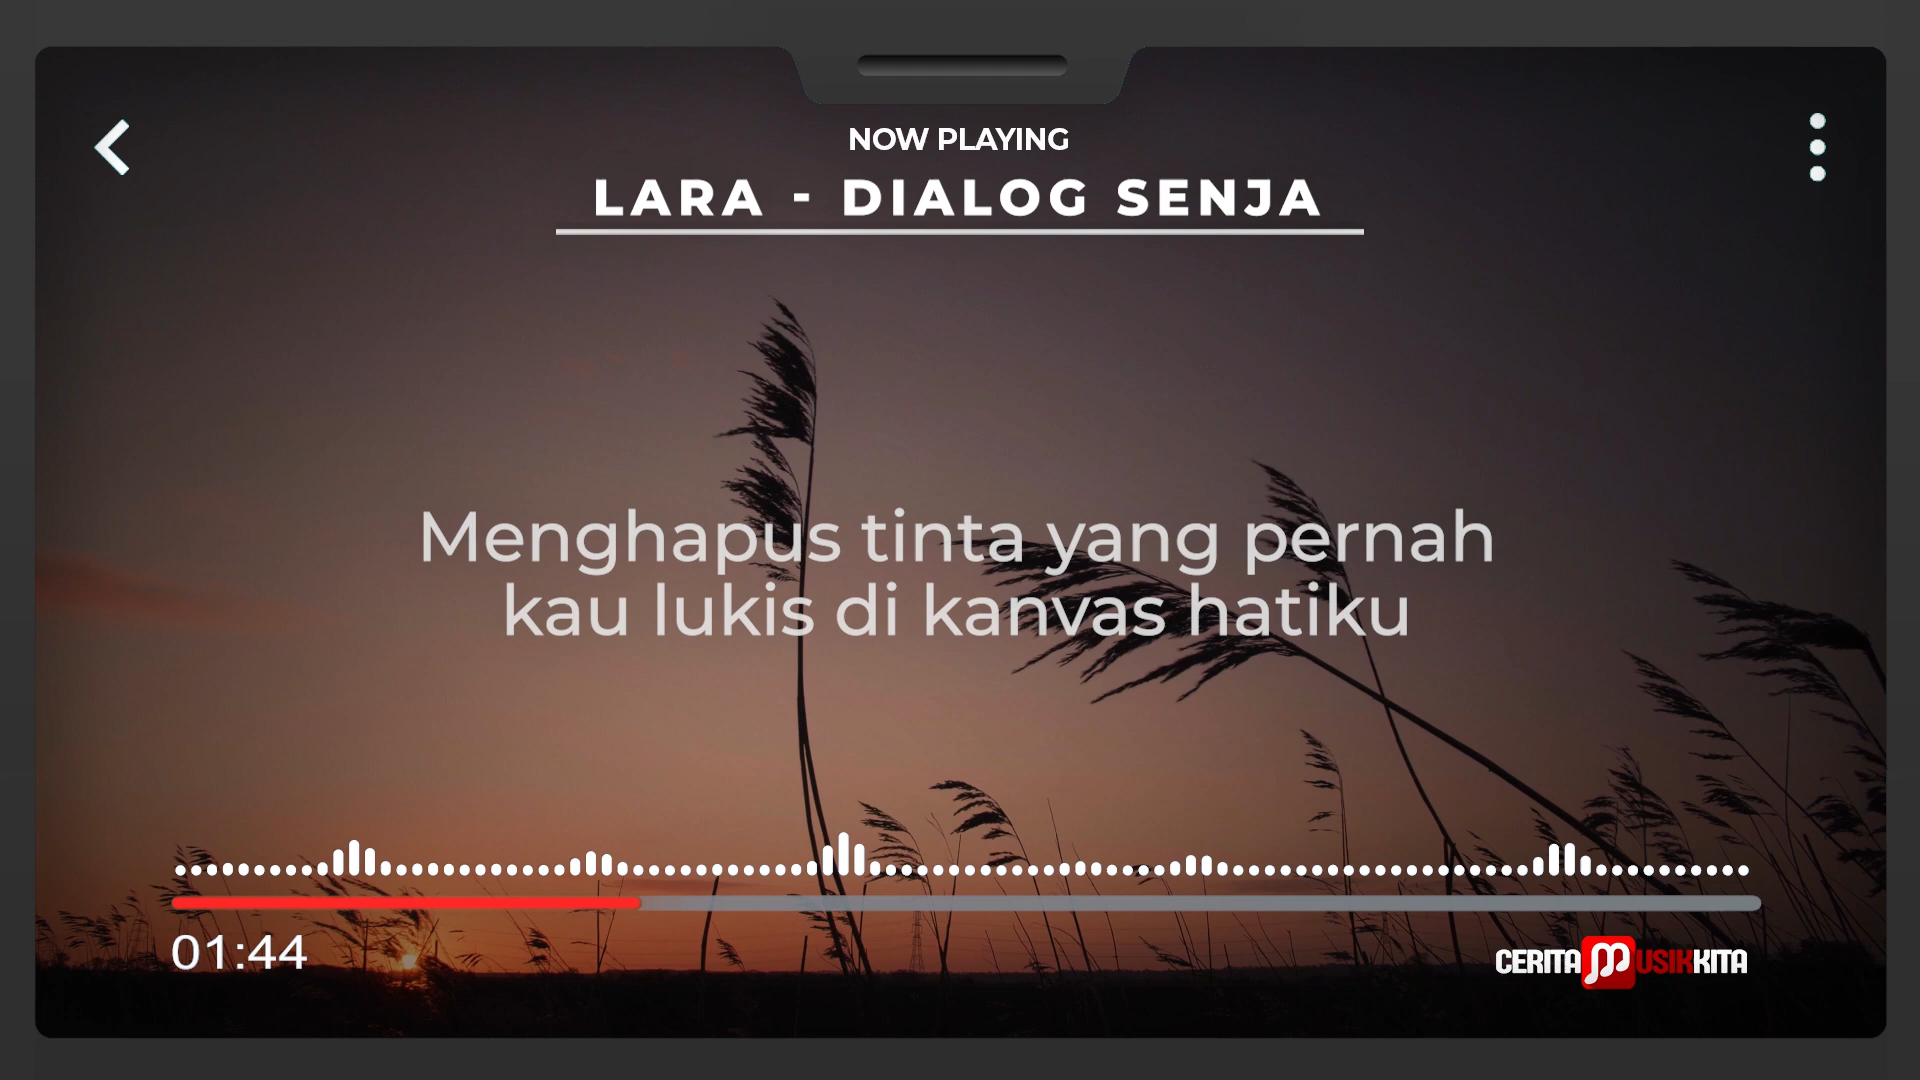 NOW PLAYING
LARA - DIALOG SENJA
Menghapus tinta yang pernah
kau lukis di kanvas hatiku
01:44
CERITA MUSIKKITA